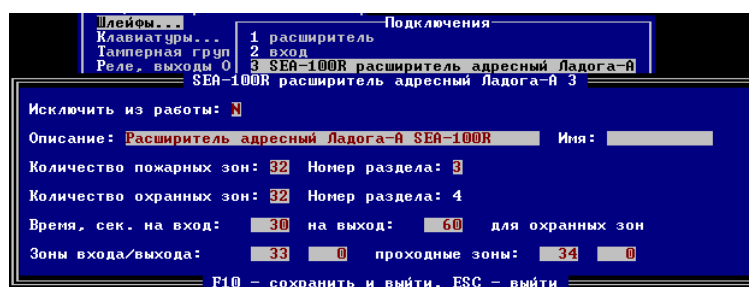 Шлейфы...
Подключения
Клавиатуры... 1 расширитель
Тамперная груп 2 вход
Реле, выходы О 3 SEA-100R расширитель адресный Ладога-А
SEA-100R расширитель адресный Ладога-А 3
Исключить из работы: N
Описание: Расширитель адресный Ладога-А SEA-100R Имя:
Количество пожарных зон: 32 Номер раздела: 3
Количество охранных зон: 32 Номер раздела: 4
Время, сек. на вход: 30 на выход: 60 для охранных зон
Зоны входа/выхода: 33 0 проходные зоны: 34 0
F10 – сохранить и выйти, ESC – выйти